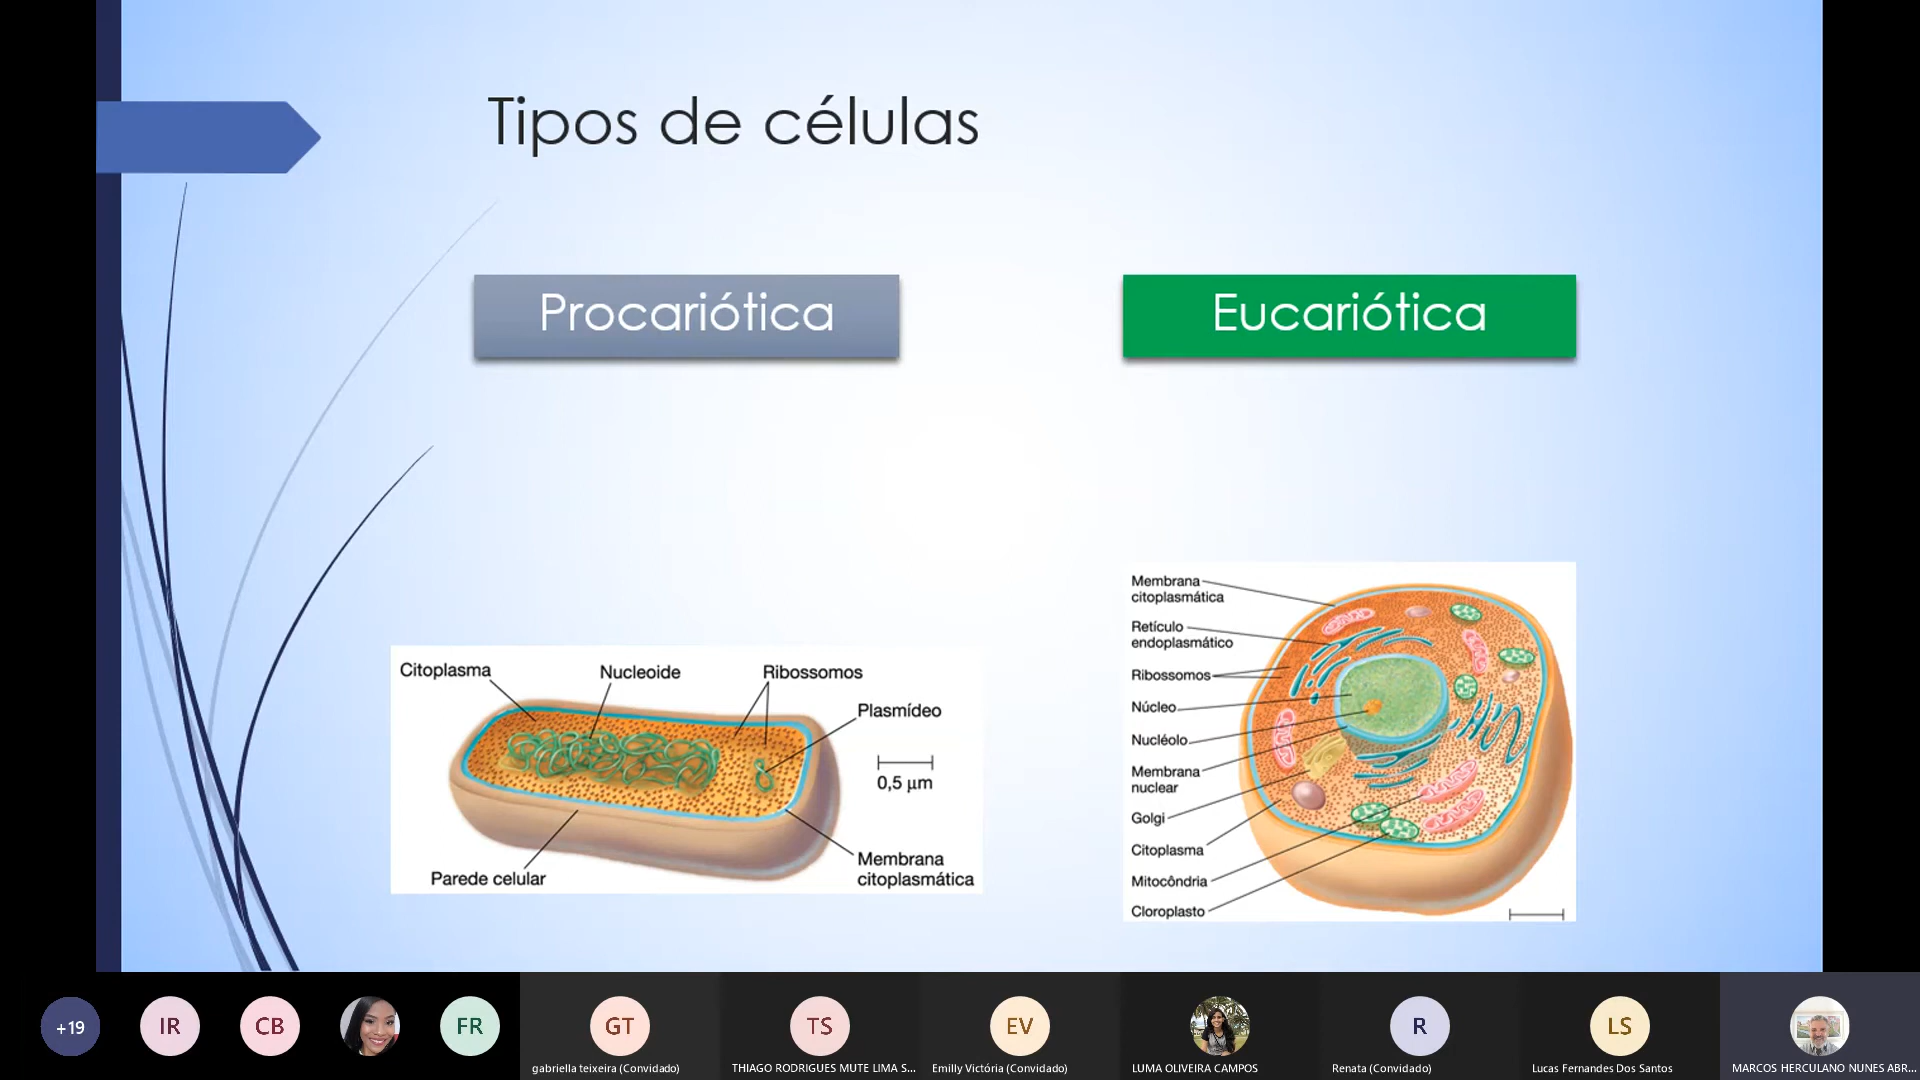 Tipos de células
Procariótica
Eucariótica
Citoplasma
Nucleoide
Ribossomos
Plasmídeo
0,5 µm
Membrana
citoplasmática
Parede celular
Membrana
citoplasmática
Retículo
endoplasmático
Ribossomos
Núcleo
Nucléolo
Membrana
nuclear
Golgi
Citoplasma
Mitocôndria
Cloroplasto
+19
IR
CB
FR
GT
gabriella teixeira (Convidado)
TS
THIAGO RODRIGUES MUTE LIMA S...
EV
Emilly Victória (Convidado)
LUMA OLIVEIRA CAMPOS
R
Renata (Convidado)
LS
Lucas Fernandes Dos Santos
MARCOS HERCULANO NUNES ABR...